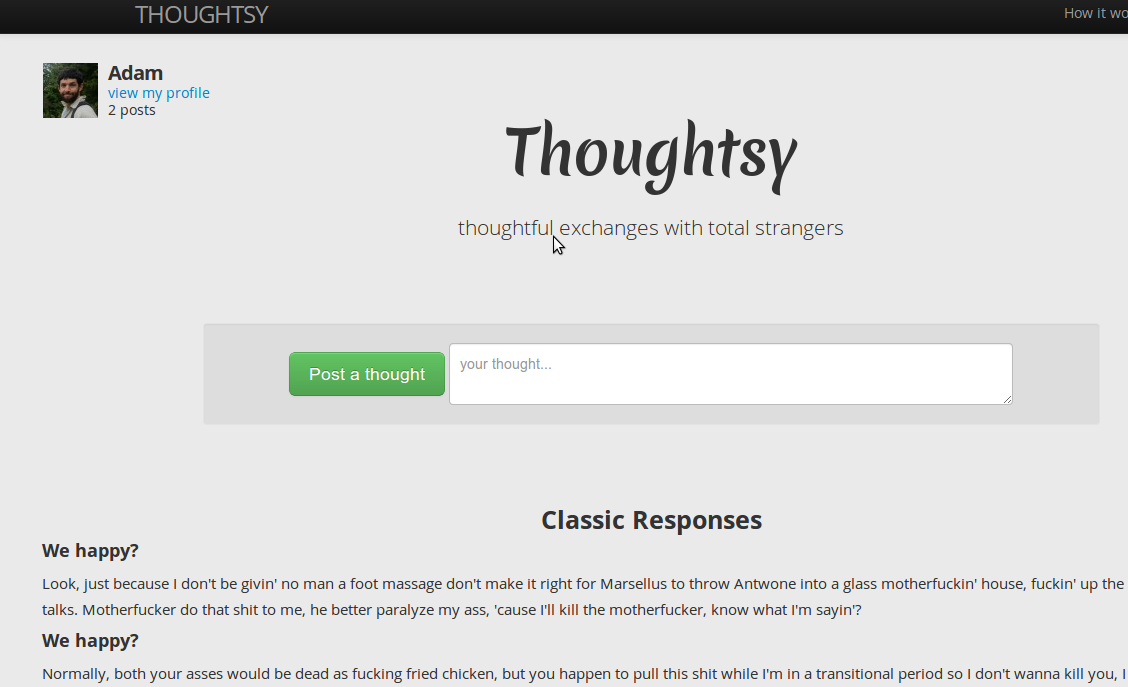 THOUGHTSY
How it wo
Adam
view my profile
2 posts
Thoughtsy
thoughtful exchanges with total strangers
Post a thought
your thought...
Classic Responses
We happy?
Look, just because I don't be givin' no man a foot massage don't make it right for Marsellus to throw Antwone into a glass motherfuckin' house, fuckin' up the
talks. Motherfucker do that shit to me, he better paralyze my ass, 'cause I'll kill the motherfucker, know what I'm sayin'?
We happy?
Normally, both your asses would be dead as fucking fried chicken, but you happen to pull this shit while I'm in a transitional period so I don't wanna kill you, I